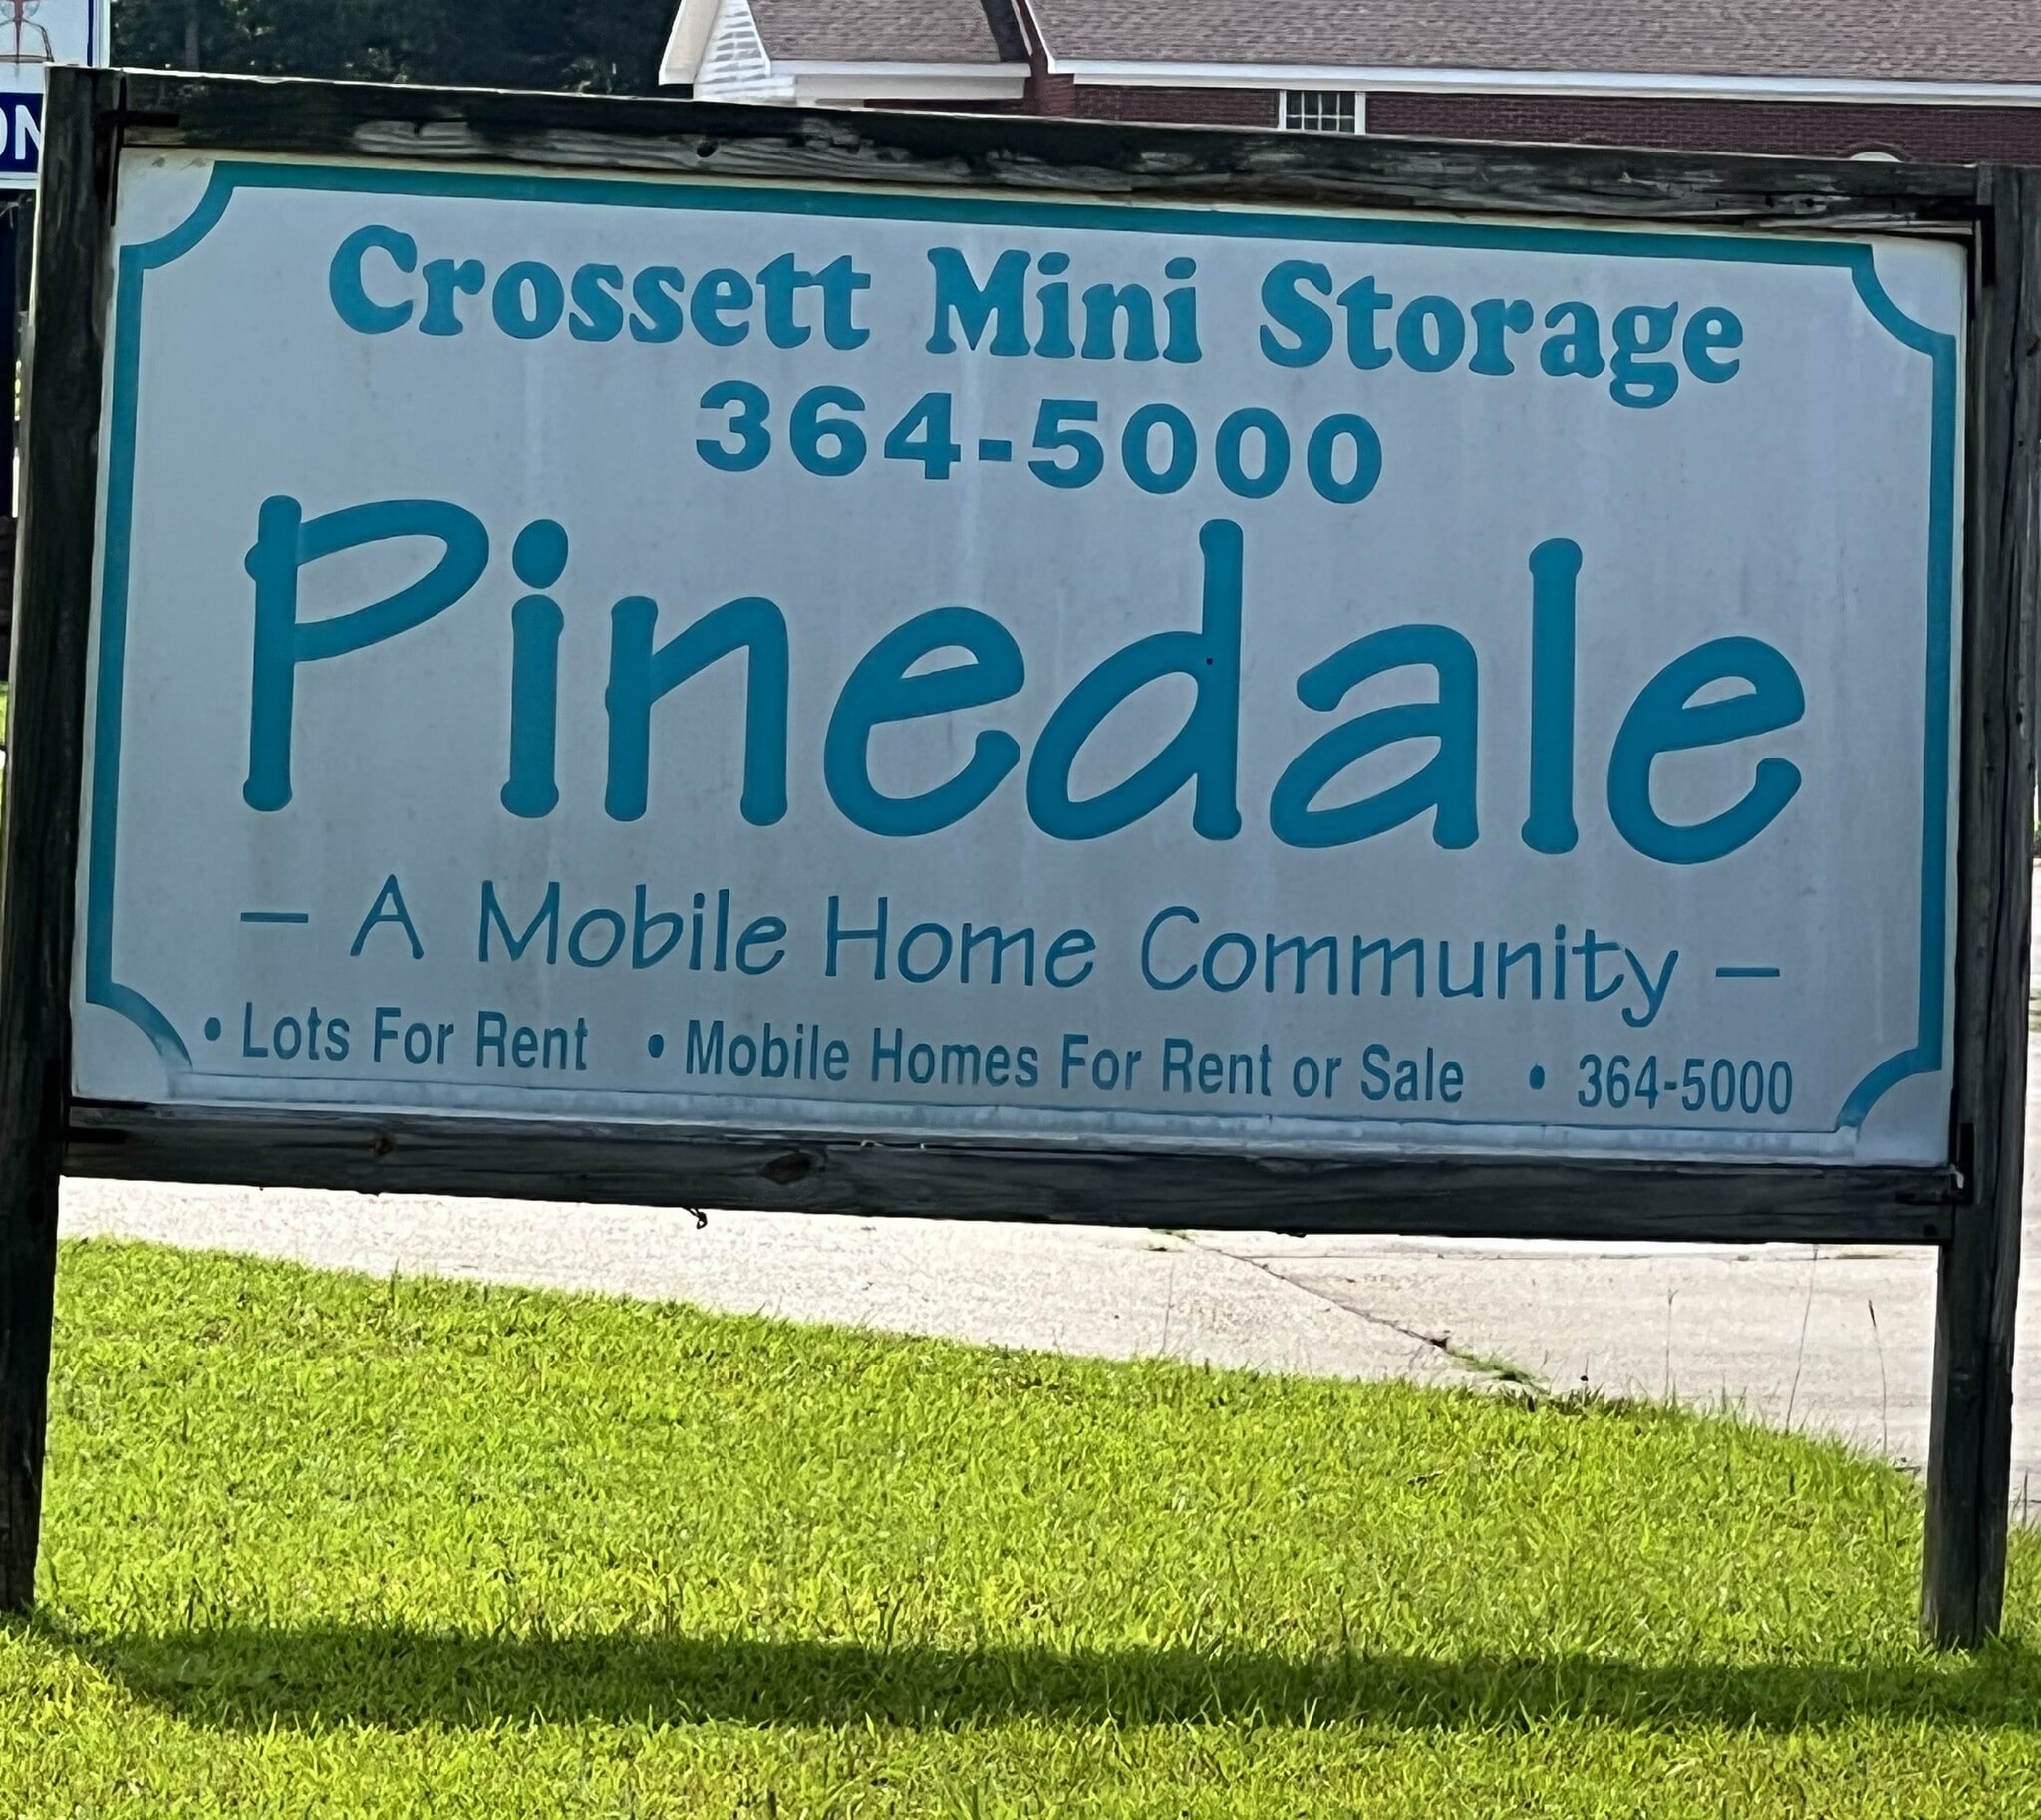 Crossett Mini Storage
364-5000
Pinedale
– A Mobile Home Community –
• Lots For Rent • Mobile Homes For Rent or Sale • 364-5000